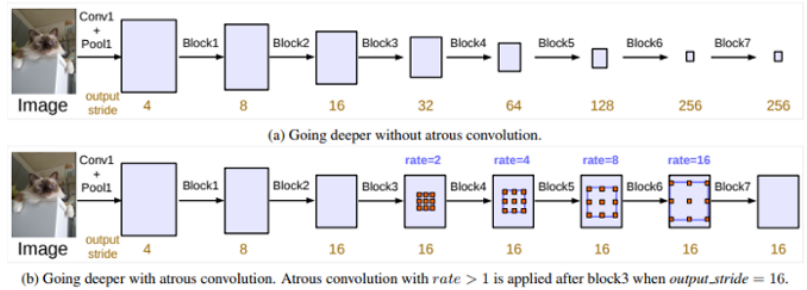 Conv1
+
Pool1 Block1 Block2 Block3 Block4 Block5 Block6 Block7
Image output
stride 4 8 16 32 64 128 256 256
(a) Going deeper without atrous convolution.
rate=2 rate=4 rate=8 rate=16
Conv1
+
Pool1 Block1 Block2 Block3 Block4 Block5 Block6 Block7
Image output
stride 4 8 16 16 16 16 16 16
(b) Going deeper with atrous convolution. Atrous convolution with rate > 1 is applied after block3 when output_stride = 16.